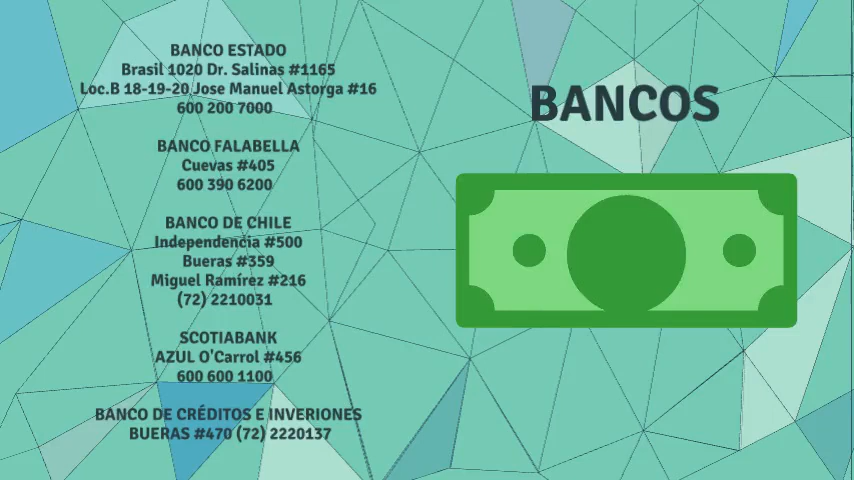 BANCO ESTADO
Brasil 1020 Dr. Salinas #1165
Loc.B 18-19-20 Jose Manuel Astorga #16
600 200 7000
BANCO FALABELLA
Cuevas #405
600 390 6200
BANCO DE CHILE
Independencia #500
Bueras #359
Miguel Ramírez #216
(72) 2210031
SCOTIABANK
AZUL O'Carrol #456
600 600 1100
BANCO DE CRÉDITOS E INVERIONES
BUERAS #470 (72) 2220137
BANCOS